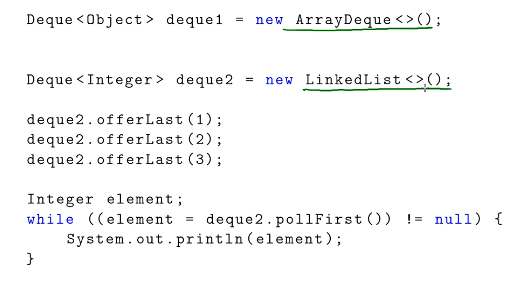 Deque<Object> deque1 = new ArrayDeque<>();
Deque<Integer> deque2 = new LinkedList<>();
deque2.offerLast(1);
deque2.offerLast(2);
deque2.offerLast(3);
Integer element;
while ((element = deque2.pollFirst()) != null) {
    System.out.println(element);
}